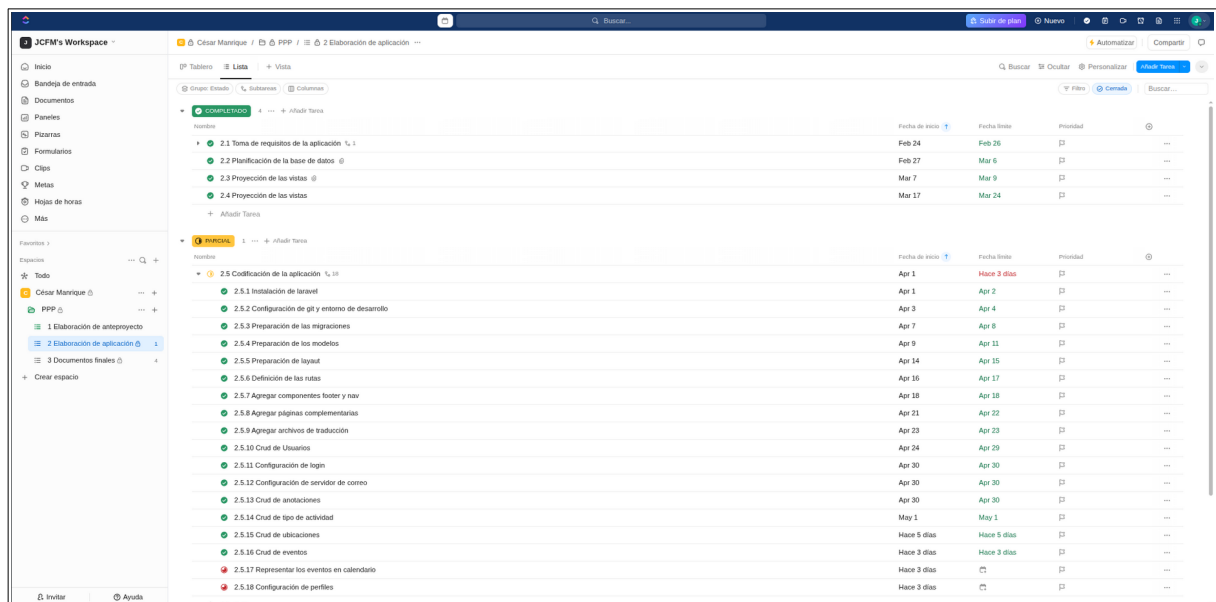 Buscar...
Subir de plan
Nuevo
J
J JCFM's Workspace
C César Manrique / PPP / 2 Elaboración de aplicación ...
Automatizar
Compartir
Inicio
Bandeja de entrada
Documentos
Paneles
Pizarras
Formularios
Clips
Metas
Hojas de horas
Más
Favoritos
Espacios
Todo
C César Manrique
PPP
1 Elaboración de anteproyecto
2 Elaboración de aplicación 1
3 Documentos finales 4
+ Crear espacio
Invitar
Ayuda
Tablero Lista + Vista
Buscar Ocultar Personalizar Añadir Tarea
Grupo: Estado Subtareas Columnas
Filtro Cerrada Buscar...
COMPLETADO 4 ... + Añadir Tarea
Nombre Fecha de inicio Fecha límite Prioridad
2.1 Toma de requisitos de la aplicación 1 Feb 24 Feb 26
2.2 Planificación de la base de datos Feb 27 Mar 6
2.3 Proyección de las vistas Mar 7 Mar 9
2.4 Proyección de las vistas Mar 17 Mar 24
+ Añadir Tarea
PARCIAL 1 ... + Añadir Tarea
Nombre Fecha de inicio Fecha límite Prioridad
2.5 Codificación de la aplicación Apr 1 Hace 3 días
2.5.1 Instalación de laravel Apr 1 Apr 2
2.5.2 Configuración de git y entorno de desarrollo Apr 3 Apr 4
2.5.3 Preparación de las migraciones Apr 7 Apr 8
2.5.4 Preparación de los modelos Apr 9 Apr 11
2.5.5 Preparación de layaut Apr 14 Apr 15
2.5.6 Definición de las rutas Apr 16 Apr 17
2.5.7 Agregar componentes footer y nav Apr 18 Apr 18
2.5.8 Agregar páginas complementarias Apr 21 Apr 22
2.5.9 Agregar archivos de traducción Apr 23 Apr 23
2.5.10 Crud de Usuarios Apr 24 Apr 29
2.5.11 Configuración de login Apr 30 Apr 30
2.5.12 Configuración de servidor de correo Apr 30 Apr 30
2.5.13 Crud de anotaciones Apr 30 Apr 30
2.5.14 Crud de tipo de actividad May 1 May 1
2.5.15 Crud de ubicaciones Hace 5 días Hace 5 días
2.5.16 Crud de eventos Hace 3 días Hace 3 días
2.5.17 Representar los eventos en calendario Hace 3 días
2.5.18 Configuración de perfiles Hace 3 días